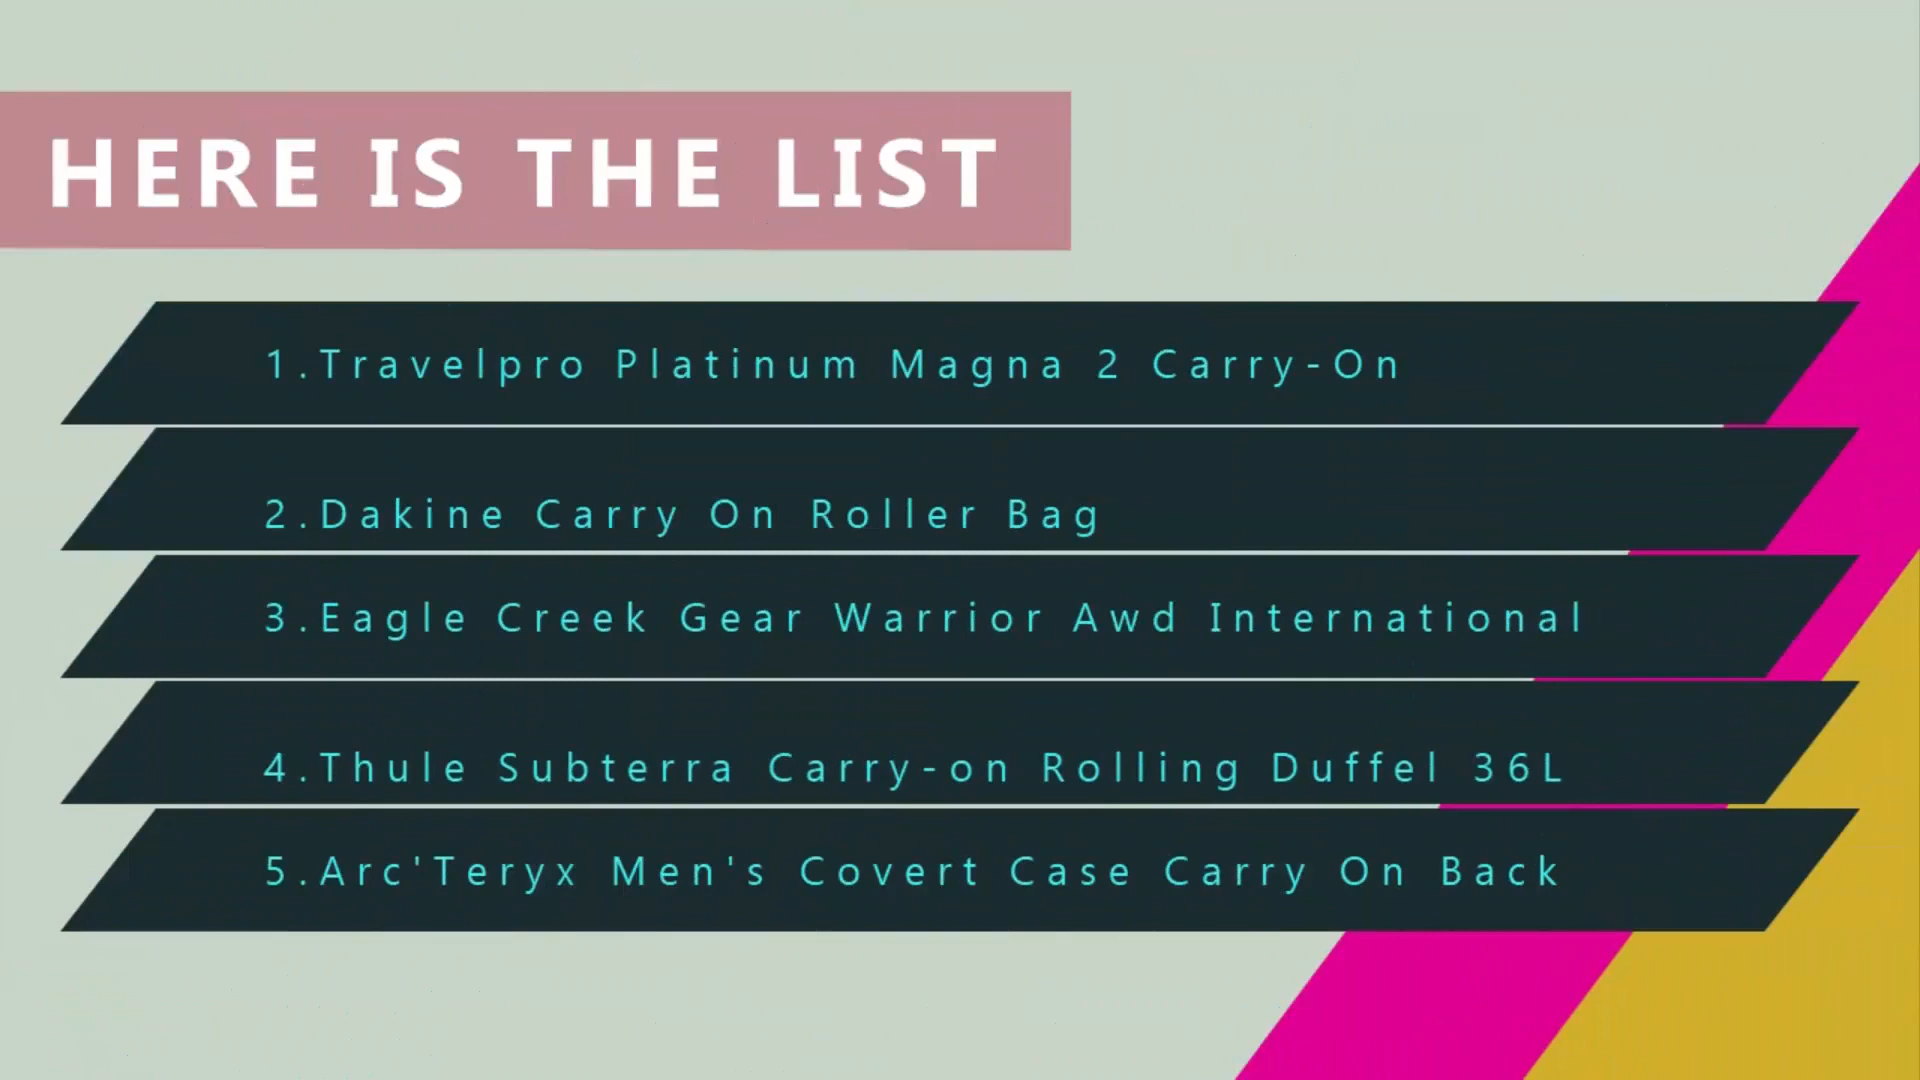 HERE IS THE LIST
1.Travelpro Platinum Magna 2 Carry-On
2.Dakine Carry On Roller Bag
3.Eagle Creek Gear Warrior Awd International
4.Thule Subterra Carry-on Rolling Duffel 36L
5.Arc'Teryx Men's Covert Case Carry On Back